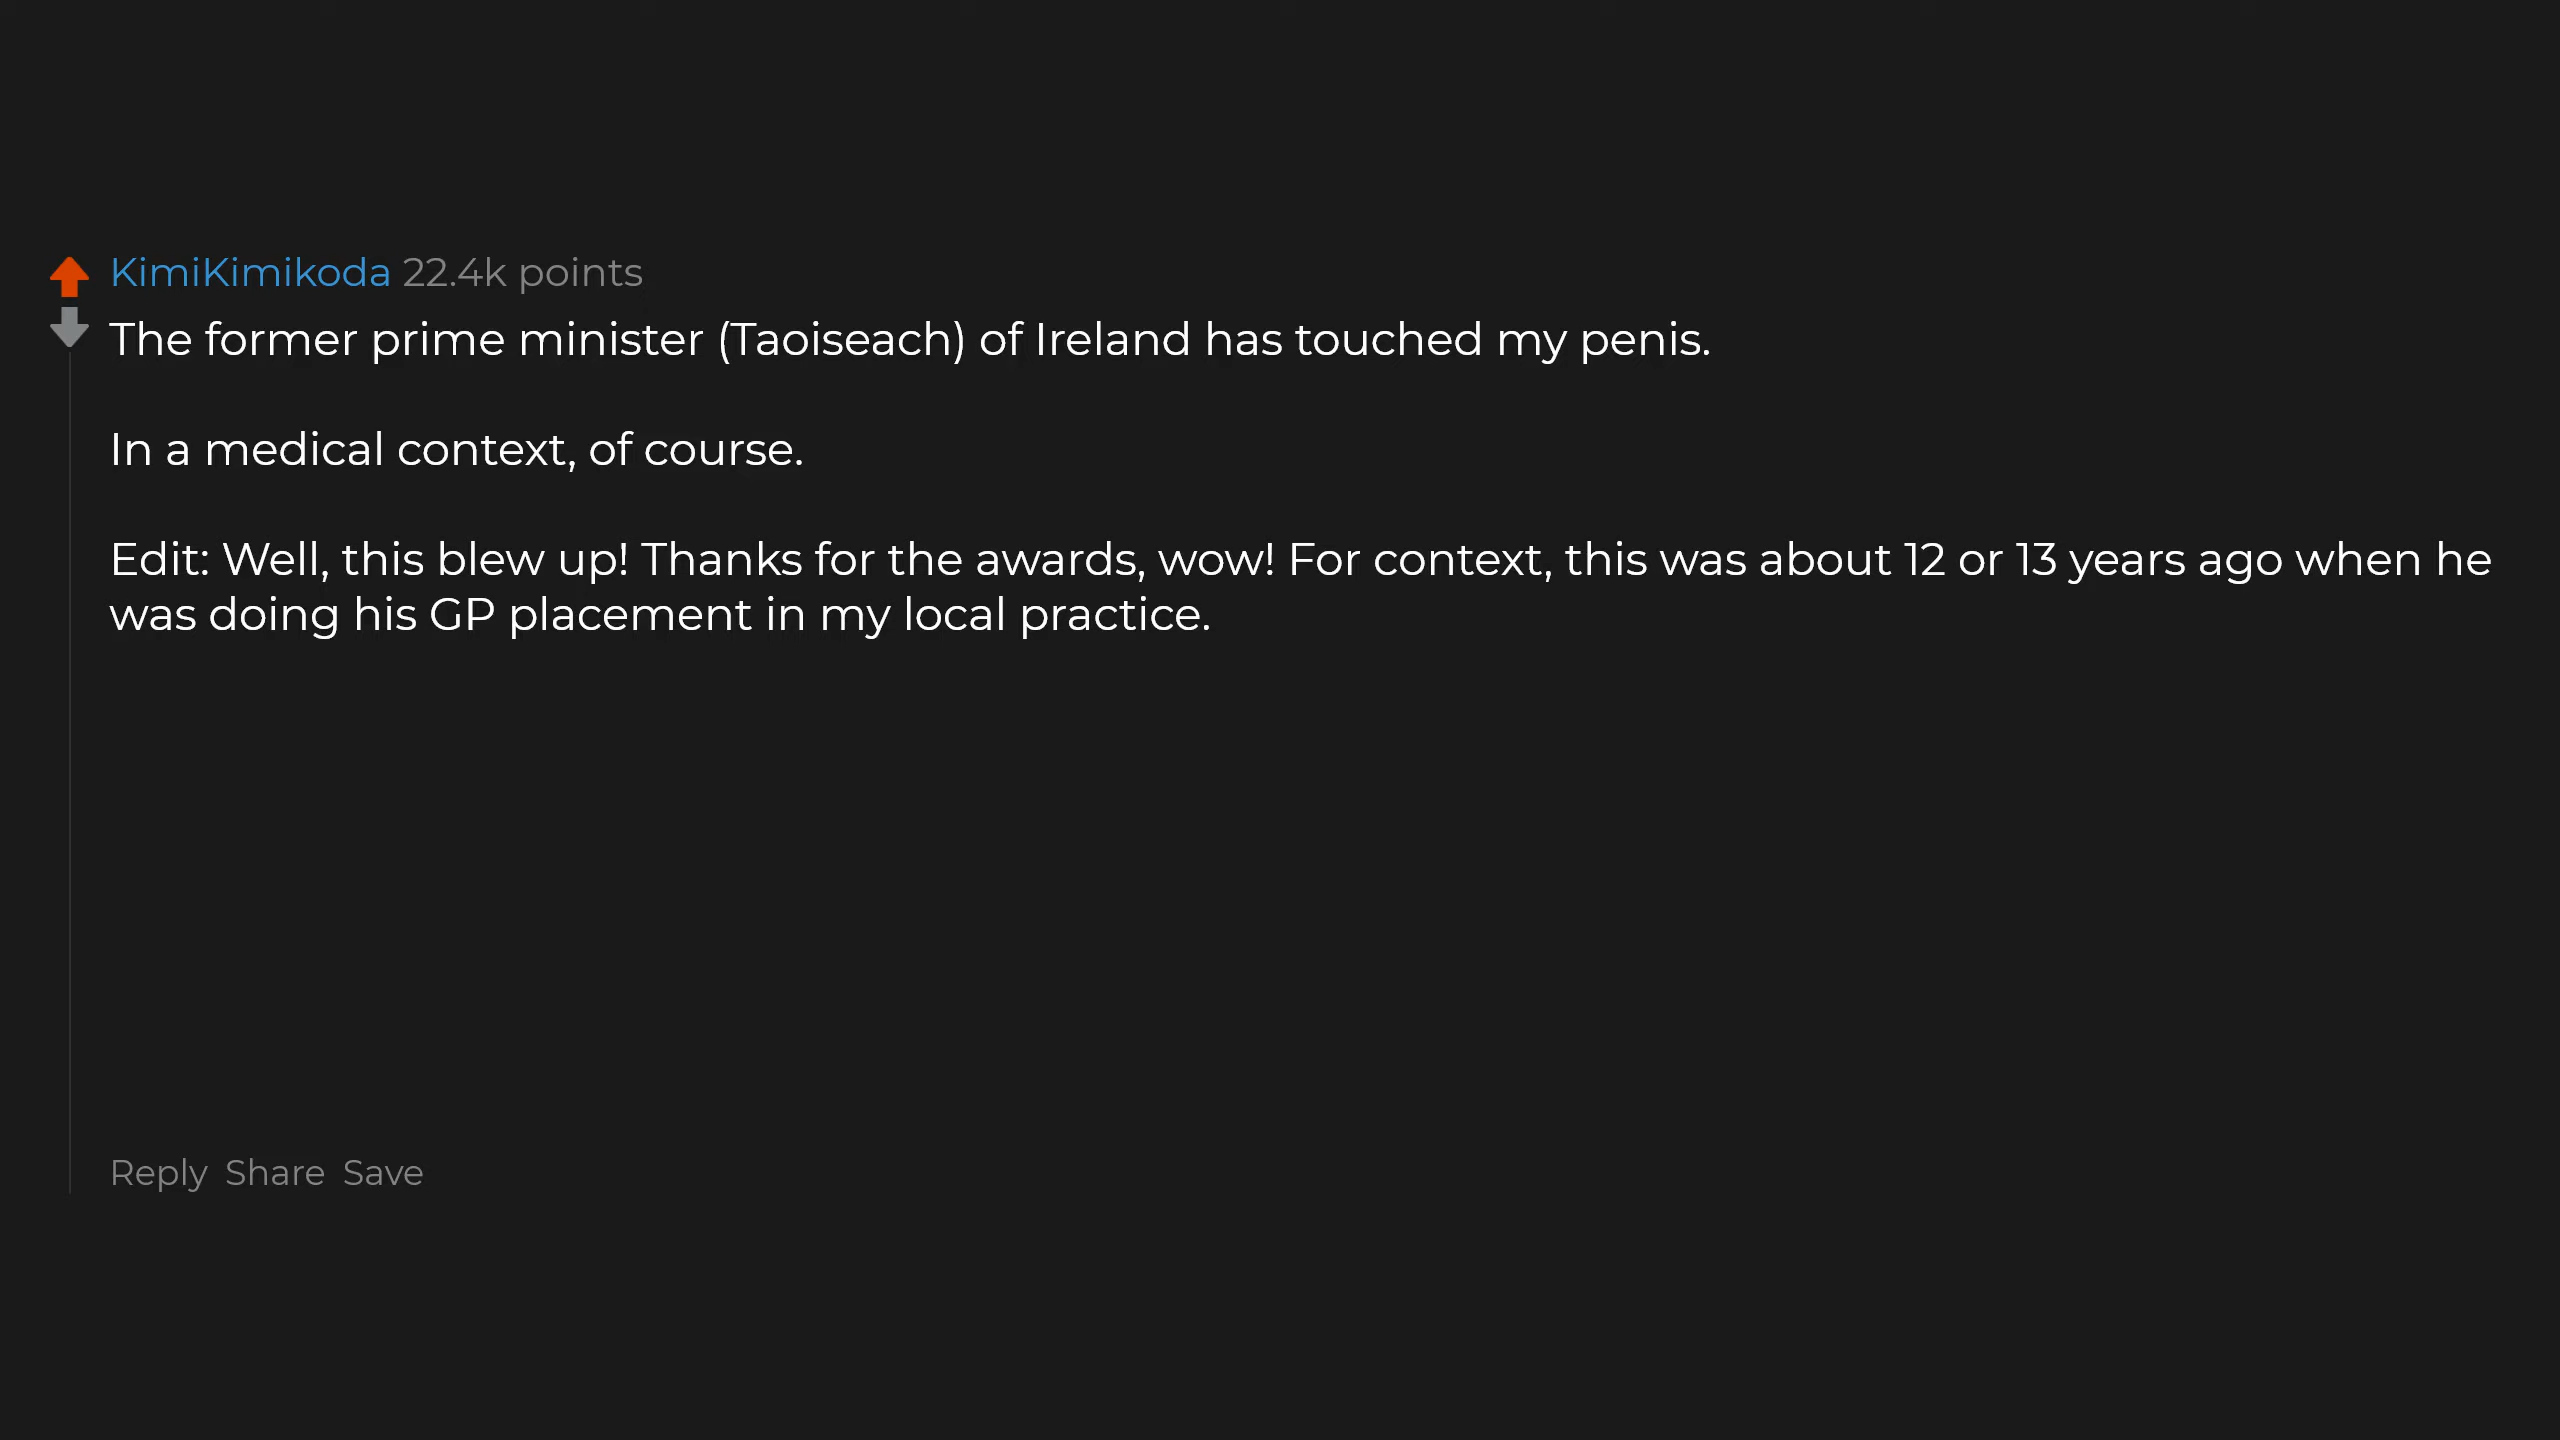 KimiKimikoda 22.4k points
The former prime minister (Taoiseach) of Ireland has touched my penis.
In a medical context, of course.
Edit: Well, this blew up! Thanks for the awards, wow! For context, this was about 12 or 13 years ago when he
was doing his GP placement in my local practice.
Reply Share Save